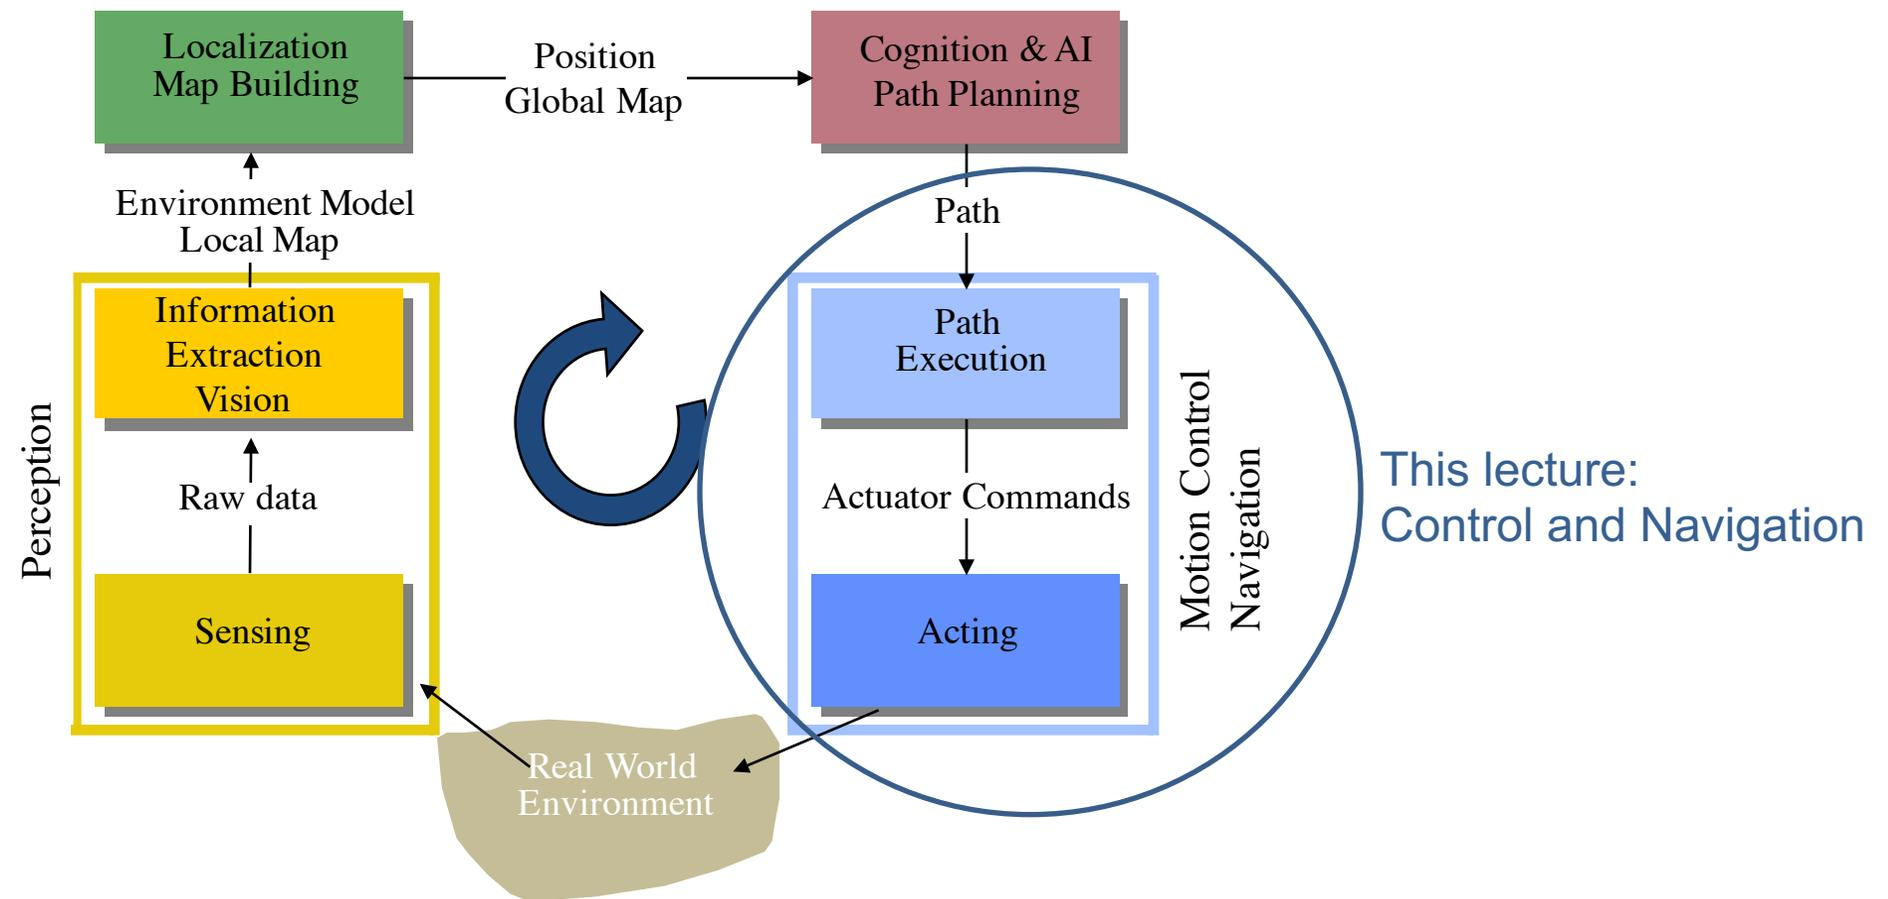 Localization
Map Building
Position
Global Map
Cognition & AI
Path Planning
Environment Model
Local Map
Path
Information
Extraction
Vision
Path
Execution
Perception
Raw data
Actuator Commands
Motion Control
Navigation
This lecture:
Control and Navigation
Sensing
Acting
Real World
Environment